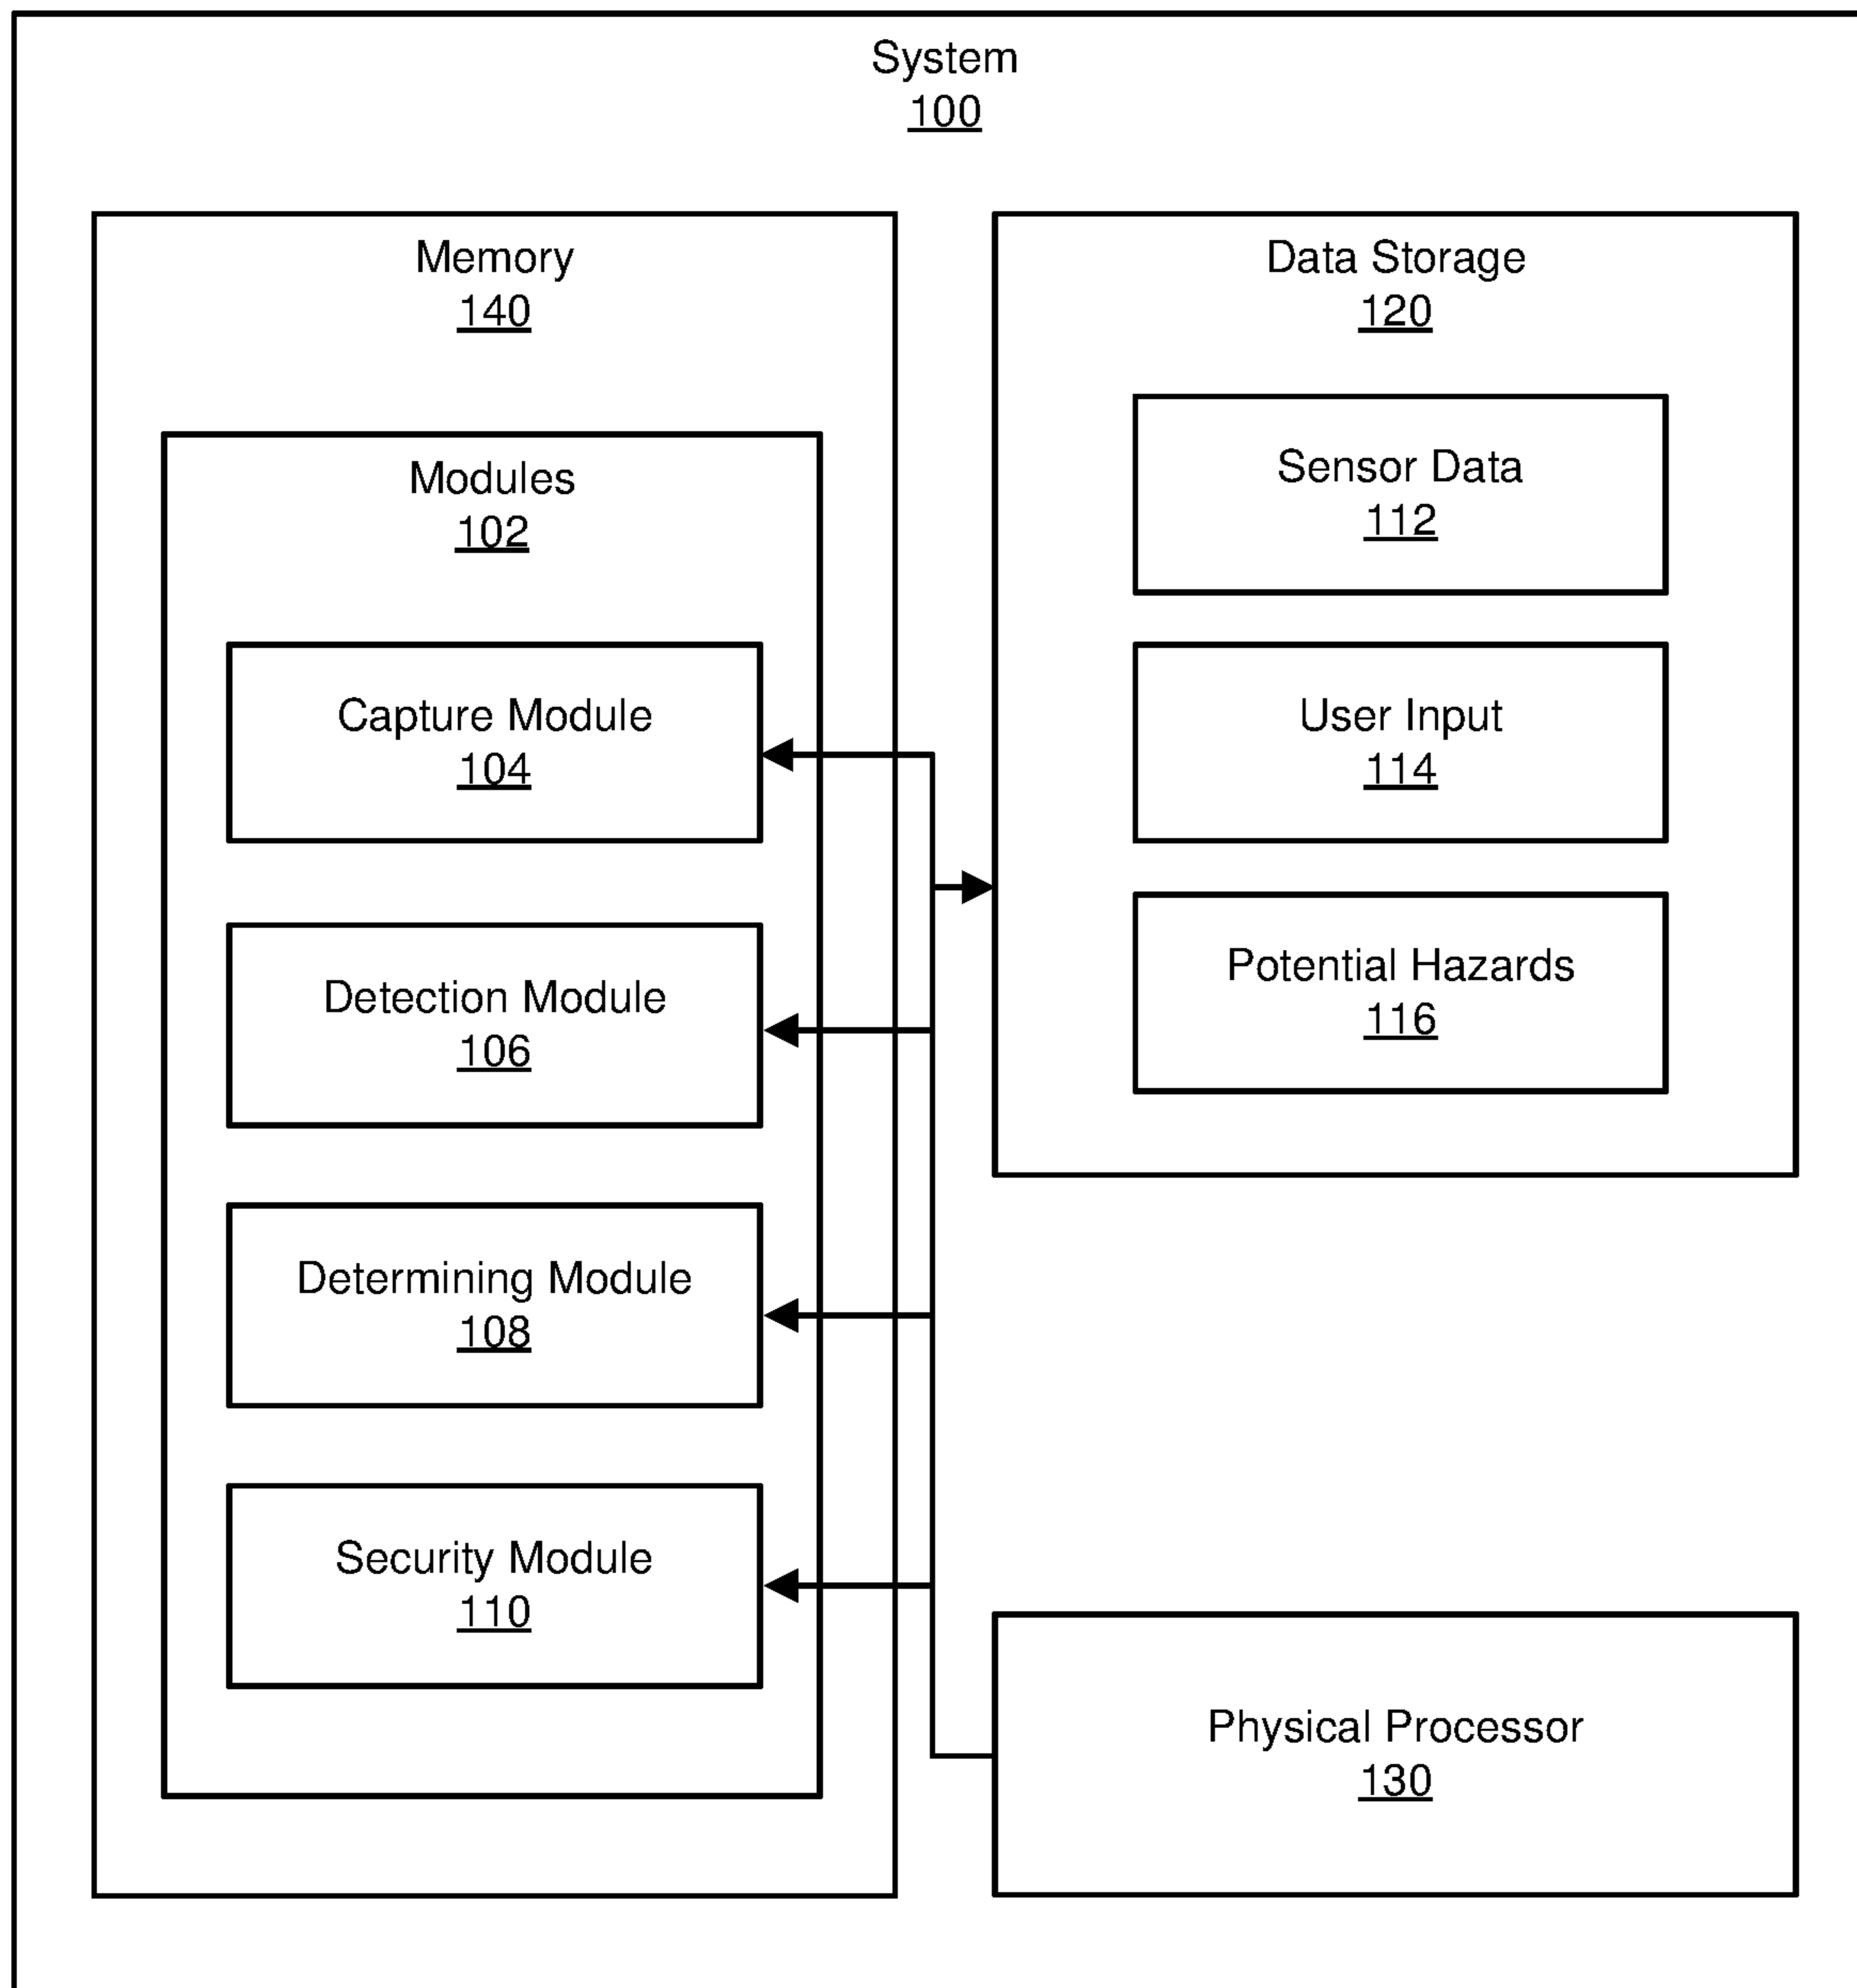 System
100
Memory
140
Modules
102
Capture Module
104
Detection Module
106
Determining Module
108
Security Module
110
Data Storage
120
Sensor Data
112
User Input
114
Potential Hazards
116
Physical Processor
130